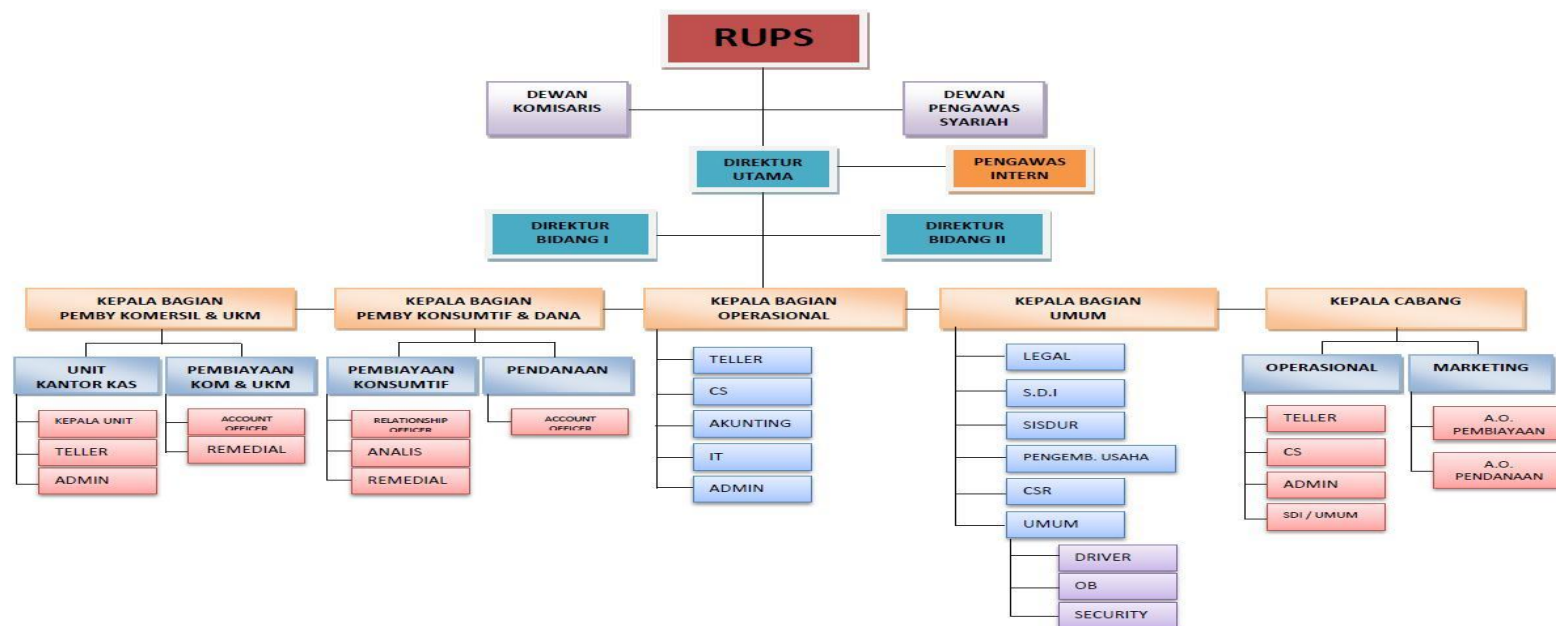 RUPS
DEWAN
KOMISARIS
DEWAN
PENGAWAS
SYARIAH
DIREKTUR
UTAMA
PENGAWAS
INTERN
DIREKTUR
BIDANG I
DIREKTUR
BIDANG II
KEPALA BAGIAN
PEMBY KOMERSIL & UKM
KEPALA BAGIAN
PEMBY KONSUMTIF & DANA
KEPALA BAGIAN
OPERASIONAL
KEPALA BAGIAN
UMUM
KEPALA CABANG
UNIT
KANTOR KAS
KEPALA UNIT
TELLER
ADMIN
PEMBIAYAAN
KOM & UKM
ACCOUNT
OFFICER
REMEDIAL
PEMBIAYAAN
KONSUMTIF
RELATIONSHIP
OFFICER
ANALIS
REMEDIAL
PENDANAAN
ACCOUNT
OFFICER
TELLER
CS
AKUNTING
IT
ADMIN
LEGAL
S.D.I
SISDUR
PENGEMB. USAHA
CSR
UMUM
DRIVER
OB
SECURITY
OPERASIONAL
TELLER
CS
ADMIN
SDI / UMUM
MARKETING
A.O.
PEMBIAYAAN
A.O.
PENDANAAN